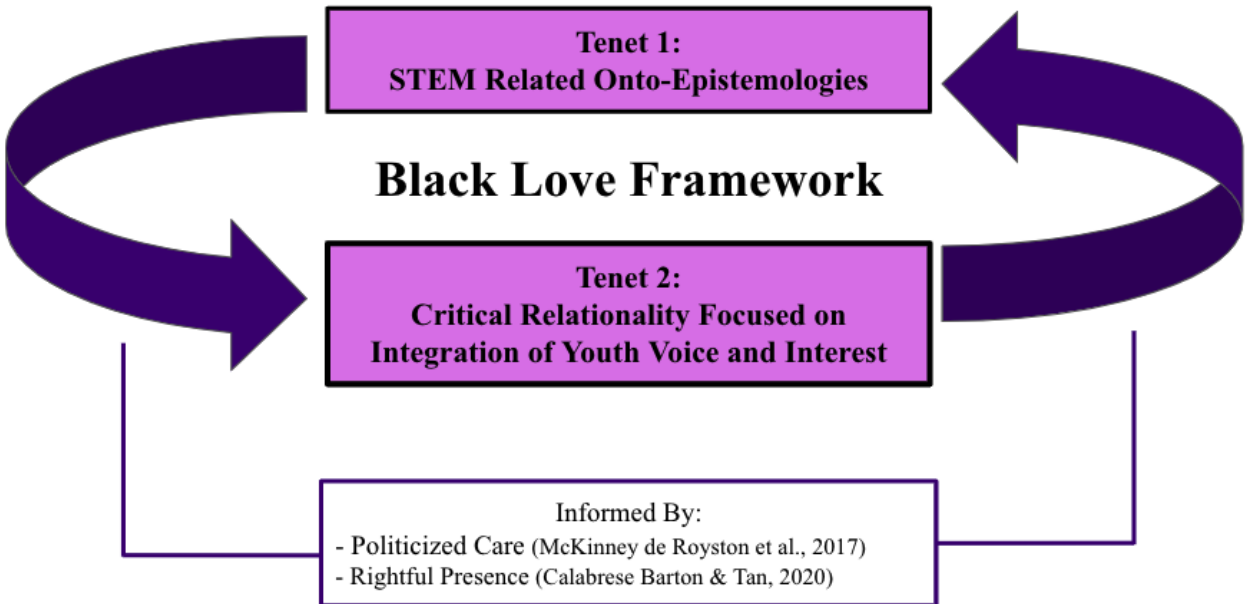 Tenet 1:
STEM Related Onto-Epistemologies
Black Love Framework
Tenet 2:
Critical Relationality Focused on
Integration of Youth Voice and Interest
Informed By:
- Politicized Care (McKinney de Royston et al., 2017)
- Rightful Presence (Calabrese Barton & Tan, 2020)